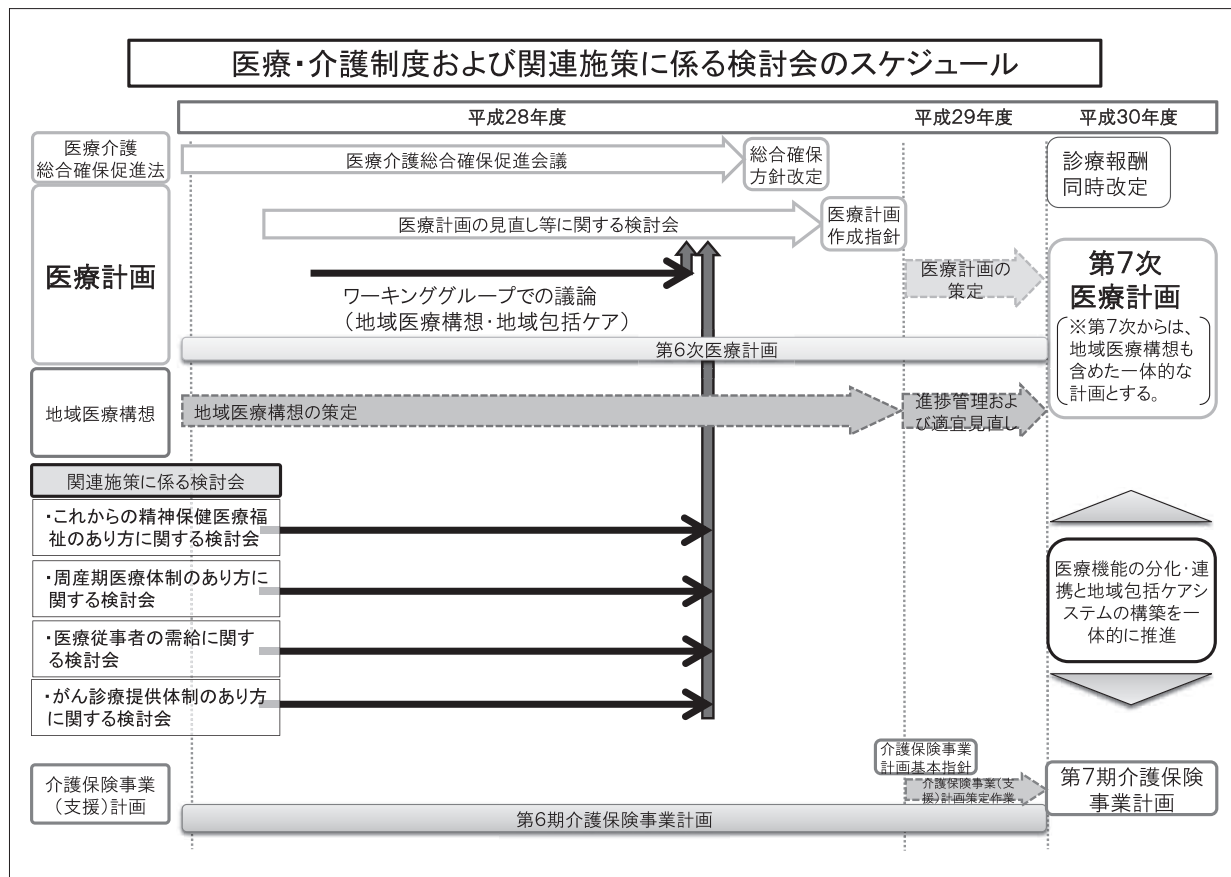 医療・介護制度および関連施策に係る検討会のスケジュール
平成28年度
平成29年度
平成30年度
医療介護
総合確保促進法
医療介護総合確保促進会議
総合確保
方針改定
診療報酬
同時改定
医療計画
医療計画の見直し等に関する検討会
医療計画
作成指針
ワーキンググループでの議論
(地域医療構想・地域包括ケア)
医療計画の
策定
第7次
医療計画
※第7次からは、
地域医療構想も
含めた一体的な
計画とする。
第6次医療計画
地域医療構想
地域医療構想の策定
進捗管理およ
び適宜見直し
関連施策に係る検討会
・これからの精神保健医療福
祉のあり方に関する検討会
・周産期医療体制のあり方に
関する検討会
・医療従事者の需給に関す
る検討会
・がん診療提供体制のあり方
に関する検討会
医療機能の分化・連
携と地域包括ケアシ
ステムの構築を一
体的に推進
介護保険事業
(支援)計画
介護保険事業
計画基本指針
介護保険事業(支
援)計画策定作業
第7期介護保険
事業計画
第6期介護保険事業計画